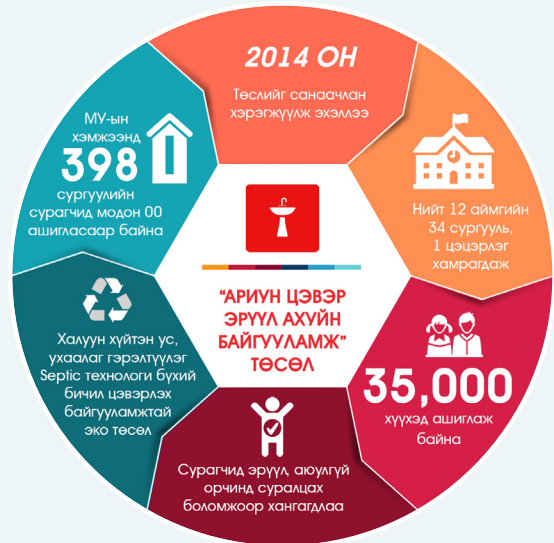 2014 ОН
Төслийг санаачлан
хэрэгжүүлж эхэллээ
Нийт 12 аймгийн
34 сургууль,
1 цэцэрлэг
хамрагдаж
35,000
хүүхэд ашиглаж
байна
Сурагчид эрүүл, аюулгүй
орчинд суралцах
боломжоор хангагдлаа
Халуун хүйтэн ус,
ухаалаг гэрэлтүүлэг
Septic технологи бүхий
бичил цэвэрлэх
байгууламжтай
эко төсөл
МУ-ын
хэмжээнд
398
сургуулийн
сурагчид модон 00
ашигласаар байна
"АРИУН ЦЭВЭР
ЭРҮҮЛ АХУЙН
БАЙГУУЛАМЖ"
ТӨСӨЛ